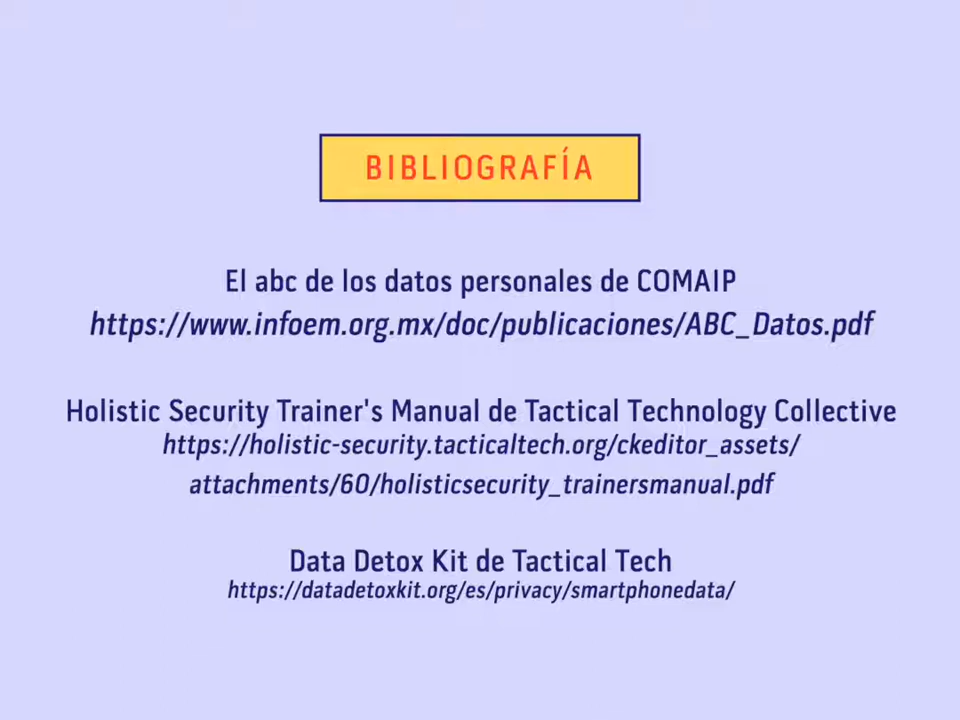 BIBLIOGRAFÍA
El abc de los datos personales de COMAIP
https://www.infoem.org.mx/doc/publicaciones/ABC_Datos.pdf
Holistic Security Trainer's Manual de Tactical Technology Collective
https://holistic-security.tacticaltech.org/ckeditor_assets/
attachments/60/holisticsecurity_trainersmanual.pdf
Data Detox Kit de Tactical Tech
https://datadetoxkit.org/es/privacy/smartphonedata/